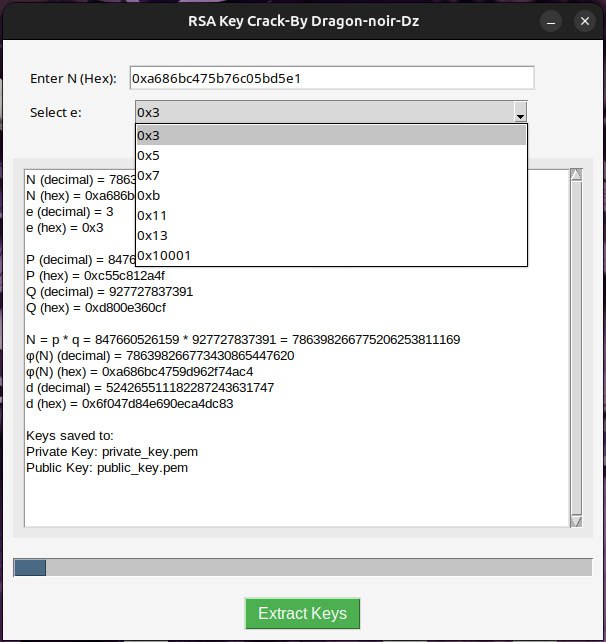 RSA Key Crack-By Dragon-noir-Dz
Enter N (Hex): 0xa686bc475b76c05bd5e1
Select e: 0x3
0x3
0x5
0x7
0xb
0x11
0x13
0x10001
N (decimal) = 7863
N (hex) = 0xa686b
e (decimal) = 3
e (hex) = 0x3
P (decimal) = 8476
P (hex) = 0xc55c812a4f
Q (decimal) = 927727837391
Q (hex) = 0xd800e360cf
N = p * q = 847660526159 * 927727837391 = 786398266775206253811169
φ(N) (decimal) = 786398266773430865447620
φ(N) (hex) = 0xa686bc4759d962f74ac4
d (decimal) = 524265511182287243631747
d (hex) = 0x6f047d84e690eca4dc83
Keys saved to:
Private Key: private_key.pem
Public Key: public_key.pem
Extract Keys